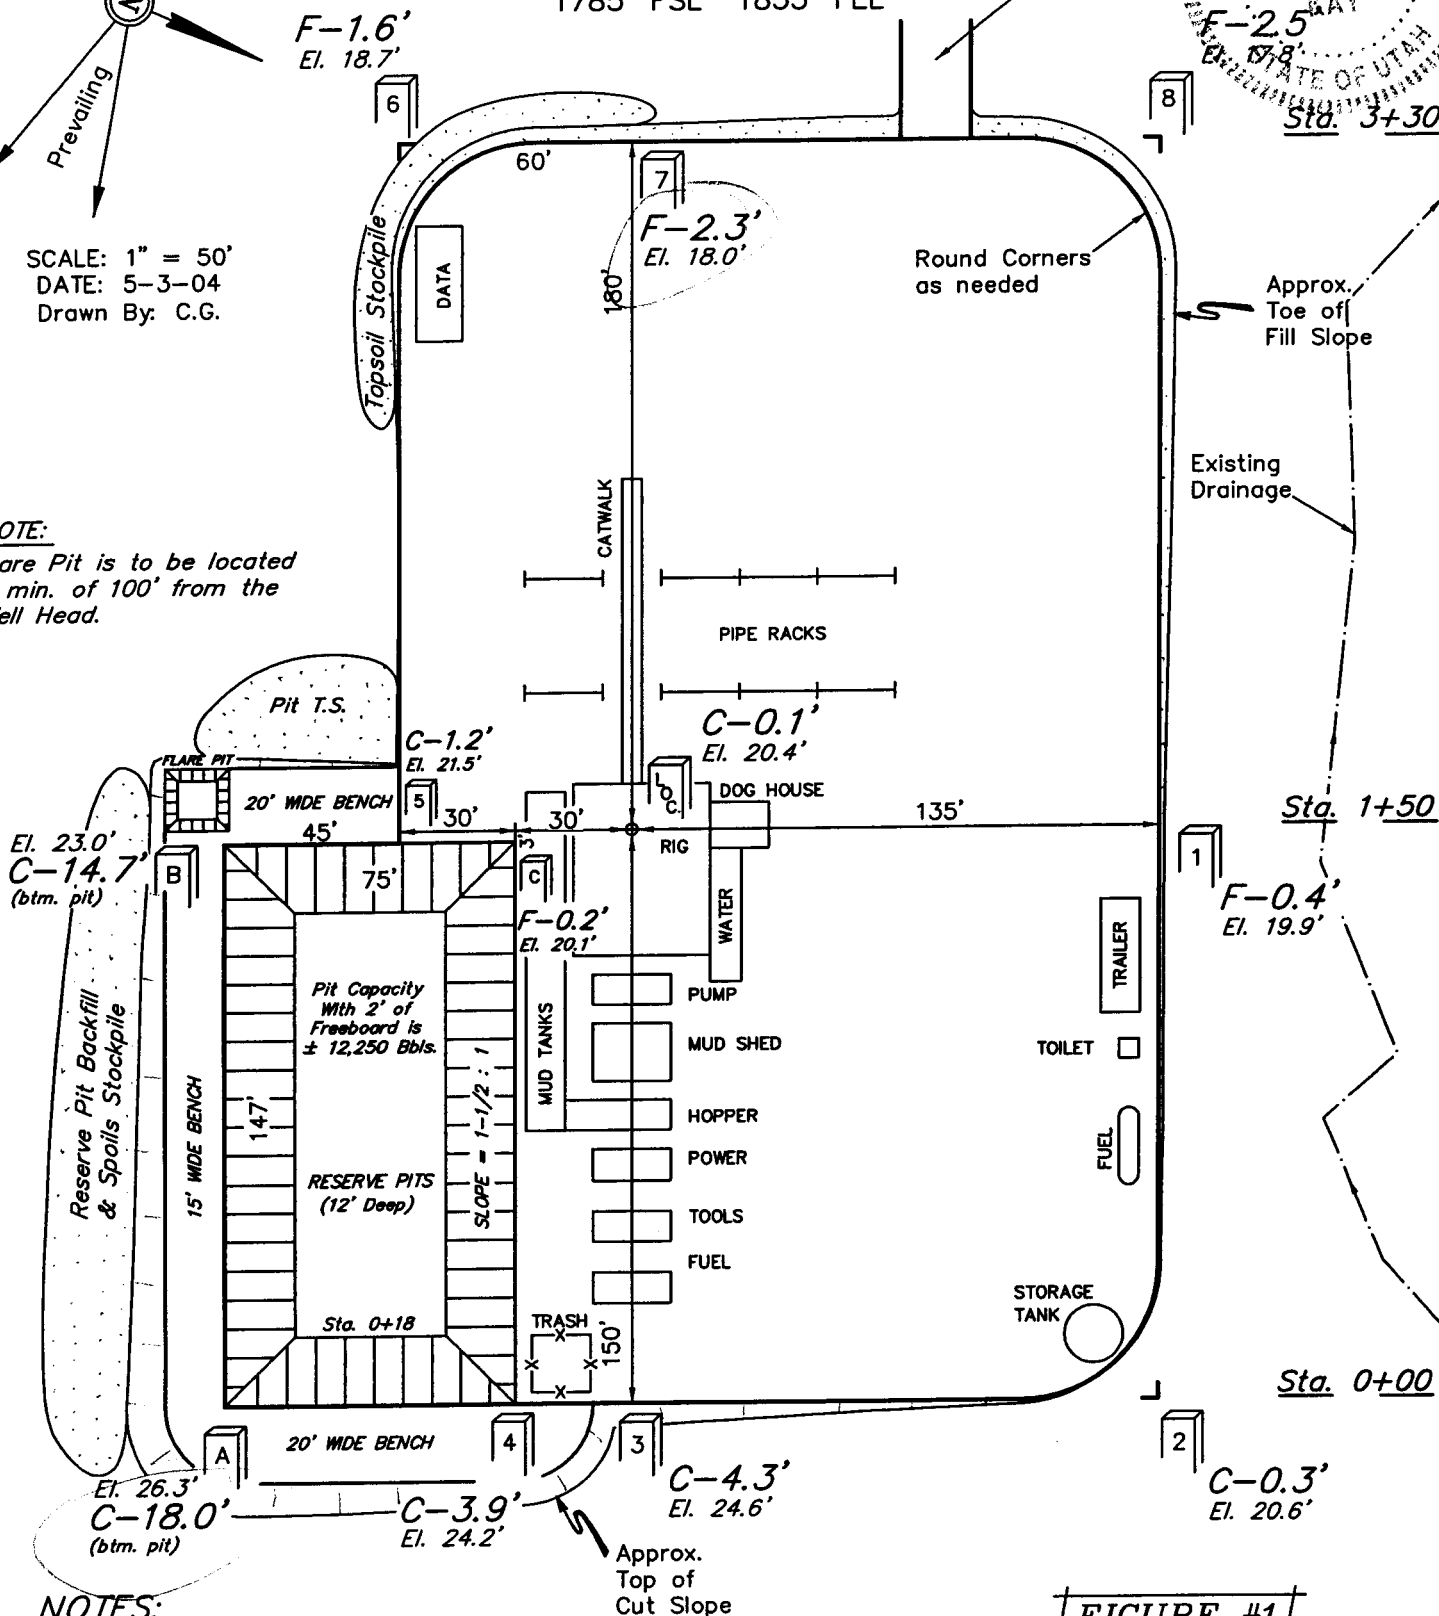 1785' FSL 1855' FEL
F-1.6'
El. 18.7'
F-2.5'
El. 17.8'
STATE OF UTAH
6
8
Sta. 3+30
Prevailing
60'
7
F-2.3'
El. 18.0'
180'
Topsoil Stockpile
DATA
SCALE: 1" = 50'
DATE: 5-3-04
Drawn By: C.G.
Round Corners
as needed
Approx.
Toe of
Fill Slope
Existing
Drainage
CATWALK
OTE:
are Pit is to be located
min. of 100' from the
ell Head.
PIPE RACKS
Pit T.S.
C-0.1'
El. 20.4'
C-1.2'
El. 21.5'
FLARE PIT
LOC.
DOG HOUSE
5
20' WIDE BENCH
45'
30'
30'
135'
Sta. 1+50
3'
RIG
El. 23.0'
C-14.7'
(btm. pit)
B
75'
C
1
F-0.4'
El. 19.9'
F-0.2'
El. 20.1'
WATER
TRAILER
Pit Capacity
With 2' of
Freeboard is
± 12,250 Bbls.
PUMP
MUD SHED
MUD TANKS
TOILET
Reserve Pit Backfill
& Spoils Stockpile
15' WIDE BENCH
147'
SLOPE = 1-1/2 : 1
HOPPER
POWER
FUEL
RESERVE PITS
(12' Deep)
TOOLS
FUEL
STORAGE
TANK
Sta. 0+18
TRASH
150'
Sta. 0+00
A
20' WIDE BENCH
4
3
2
El. 26.3'
C-18.0'
(btm. pit)
C-3.9'
El. 24.2'
C-4.3'
El. 24.6'
C-0.3'
El. 20.6'
Approx.
Top of
Cut Slope
NOTES:
FIGURE #1